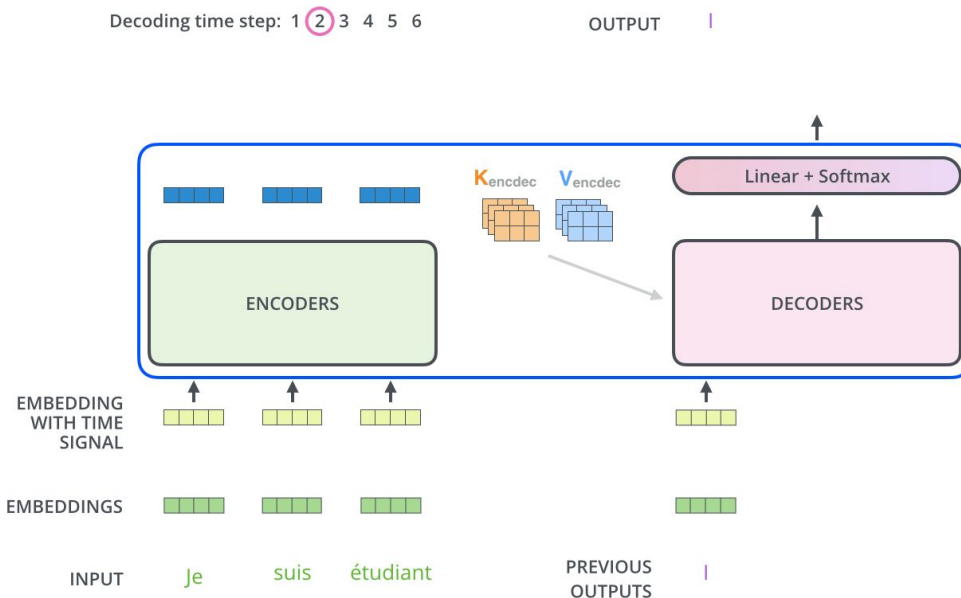 Decoding time step: 1 2 3 4 5 6
OUTPUT I
Kencdec Vencdec
Linear + Softmax
ENCODERS
DECODERS
EMBEDDING
WITH TIME
SIGNAL
EMBEDDINGS
INPUT Je suis étudiant
PREVIOUS
OUTPUTS I